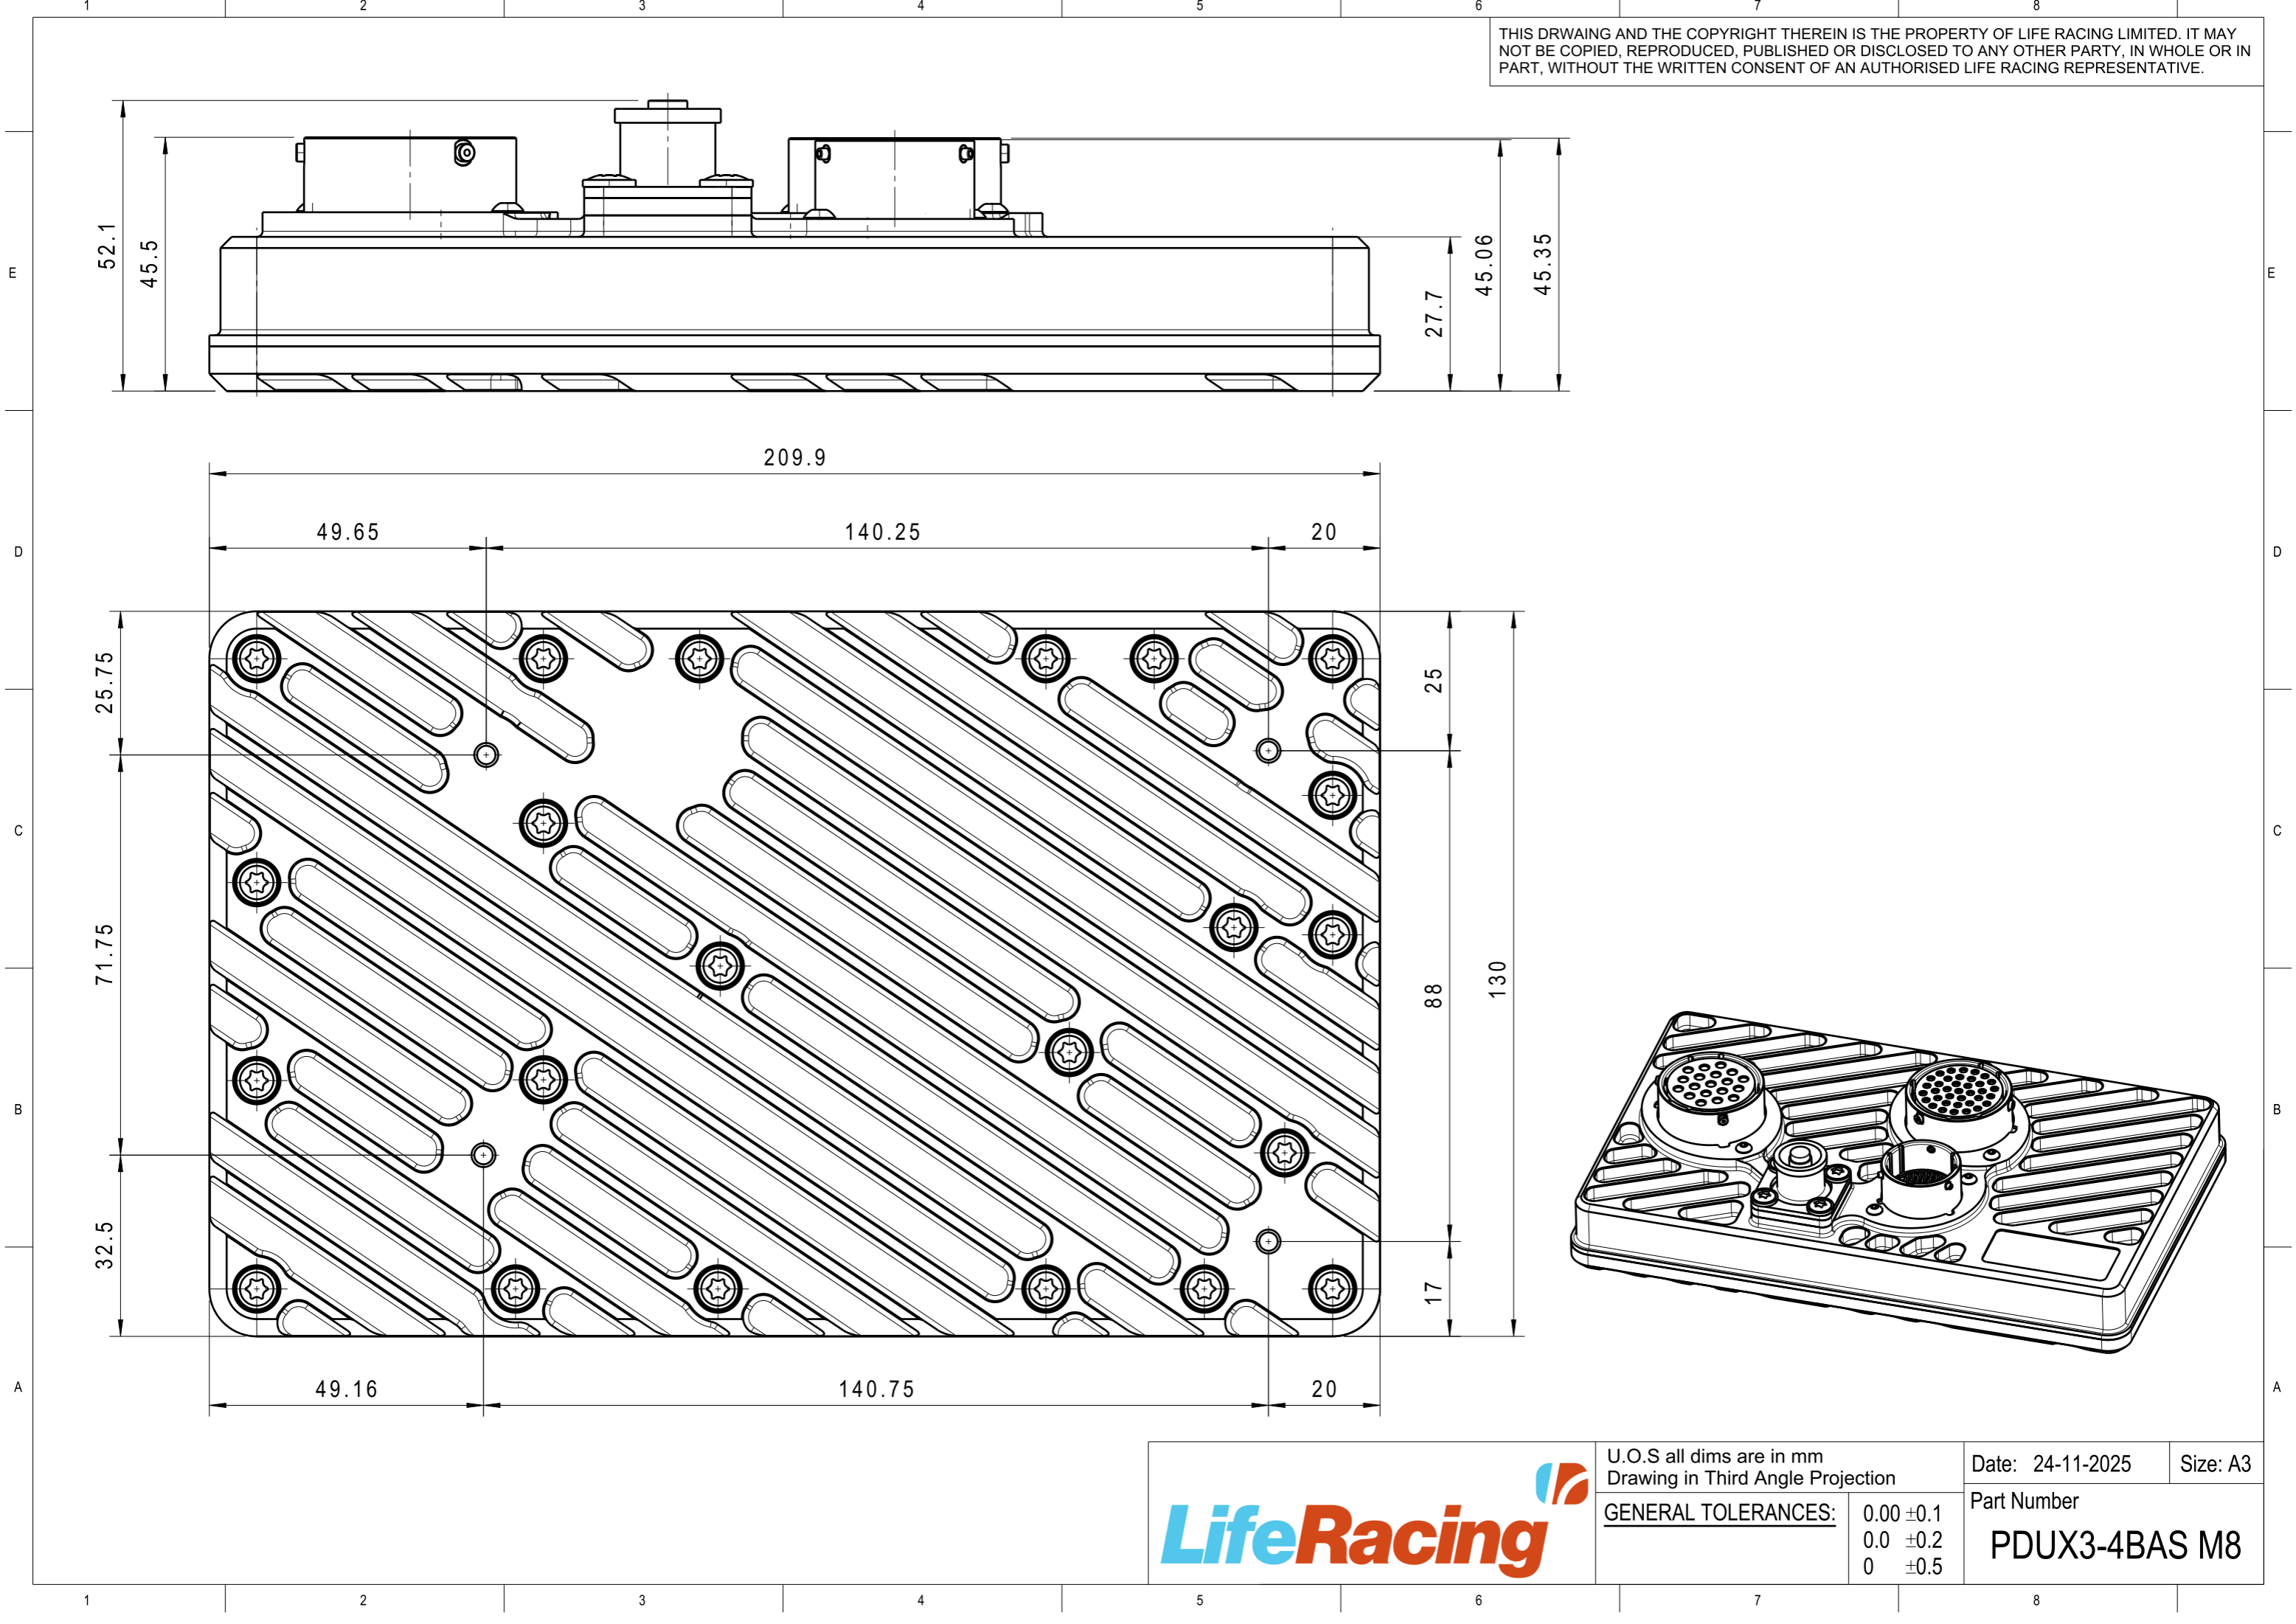 1 2 3 4 5 6 7 8
THIS DRWAING AND THE COPYRIGHT THEREIN IS THE PROPERTY OF LIFE RACING LIMITED. IT MAY
NOT BE COPIED, REPRODUCED, PUBLISHED OR DISCLOSED TO ANY OTHER PARTY, IN WHOLE OR IN
PART, WITHOUT THE WRITTEN CONSENT OF AN AUTHORISED LIFE RACING REPRESENTATIVE.
E
52.1
45.5
27.7
45.06
45.35
E
209.9
D
49.65
140.25
20
D
25.75
25
C
C
71.75
88
130
B
B
32.5
17
A
49.16
140.75
20
A
LifeRacing
U.O.S all dims are in mm
Drawing in Third Angle Projection
GENERAL TOLERANCES:
0.00 ±0.1
0.0 ±0.2
0 ±0.5
Date: 24-11-2025
Size: A3
Part Number
PDUX3-4BAS M8
1 2 3 4 5 6 7 8